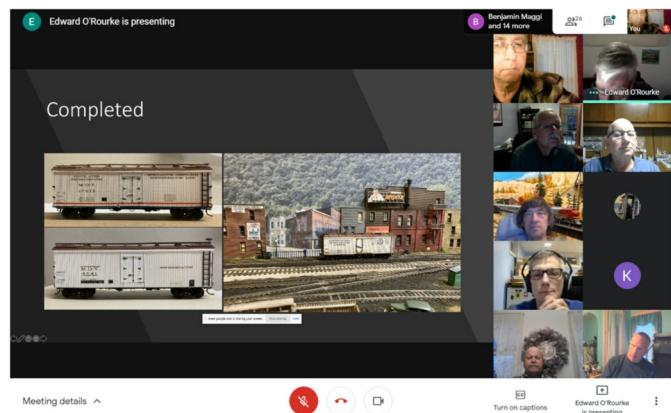 E Edward O'Rourke is presenting
B Benjamin Maggi
and 14 more
26
You
Edward O'Rourke
Completed
K
Meeting details
Turn on captions
Edward O'Rourke
is presenting